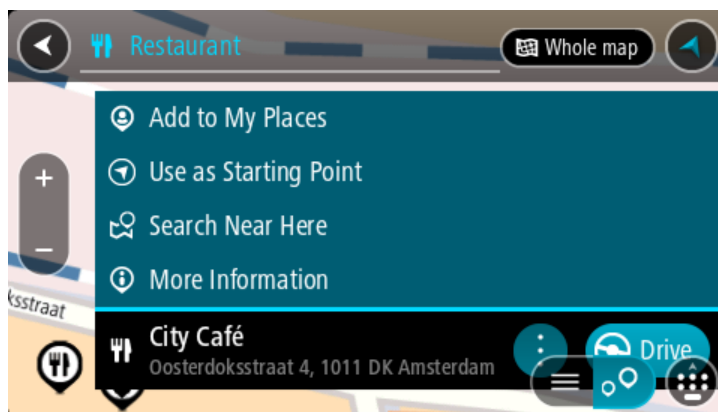 Restaurant
Whole map
Add to My Places
Use as Starting Point
Search Near Here
More Information
ksstraat
City Café
Drive
Oosterdoksstraat 4, 1011 DK Amsterdam